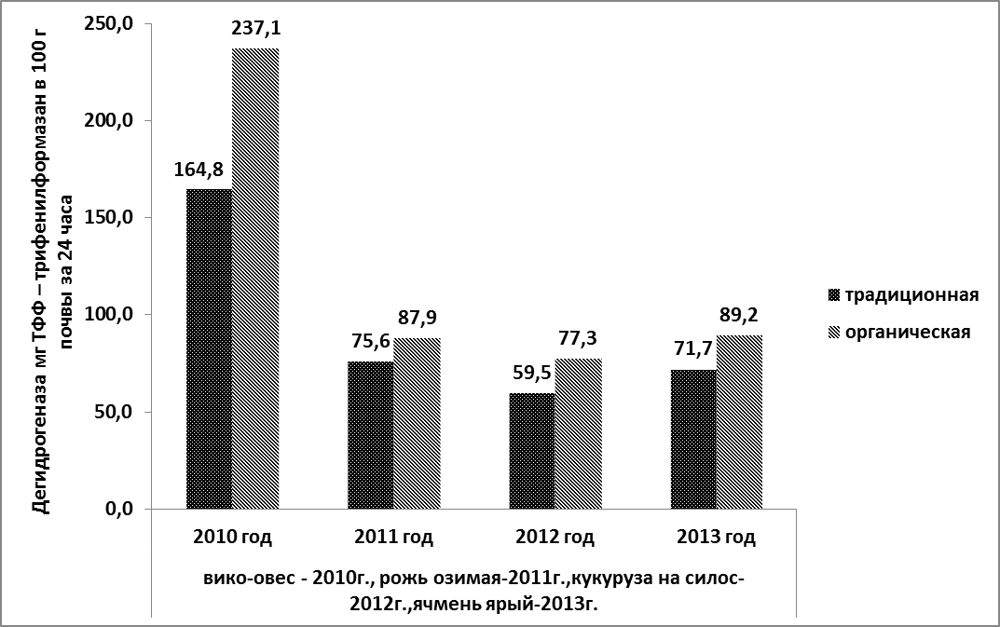 Дегидрогеназа мг ТФФ – трифенилформазан в 100 г
почвы за 24 часа
250,0
200,0
150,0
100,0
50,0
0,0
164,8
237,1
75,6
87,9
59,5
77,3
71,7
89,2
2010 год
2011 год
2012 год
2013 год
вико-овес - 2010г., рожь озимая-2011г.,кукуруза на силос-
2012г.,ячмень ярый-2013г.
традиционная
органическая